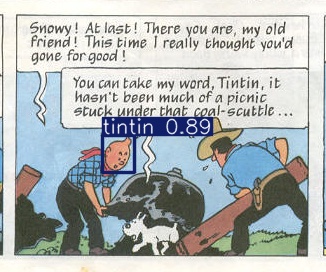 Snowy! At last! There you are, my old
friend! This time I really thought you'd
gone for good!
You can take my word, Tintin, it
hasn't been much of a picnic
stuck under that coal-scuttle...
tintin 0.89